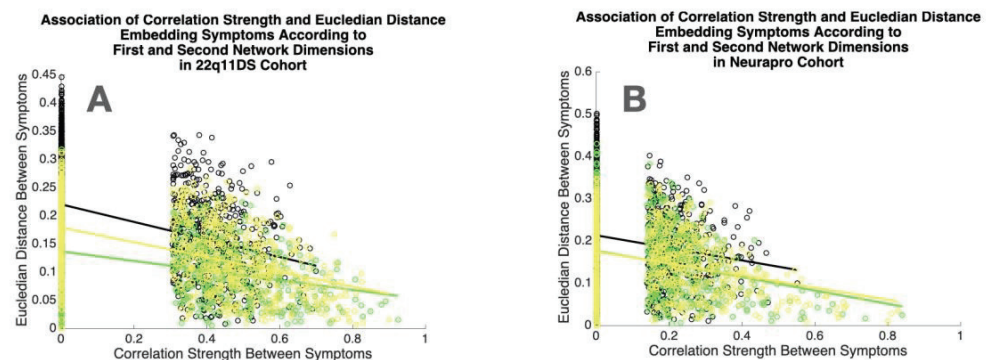 Association of Correlation Strength and Eucledian Distance
Embedding Symptoms According to
First and Second Network Dimensions
in 22q11DS Cohort
A
Eucledian Distance Between Symptoms
0.45
0.4
0.35
0.3
0.25
0.2
0.15
0.1
0.05
0
0
0.2
0.4
0.6
0.8
1
Correlation Strength Between Symptoms
Association of Correlation Strength and Eucledian Distance
Embedding Symptoms According to
First and Second Network Dimensions
in Neurapro Cohort
B
Eucledian Distance Between Symptoms
0.6
0.5
0.4
0.3
0.2
0.1
0
0
0.2
0.4
0.6
0.8
1
Correlation Strength Between Symptoms